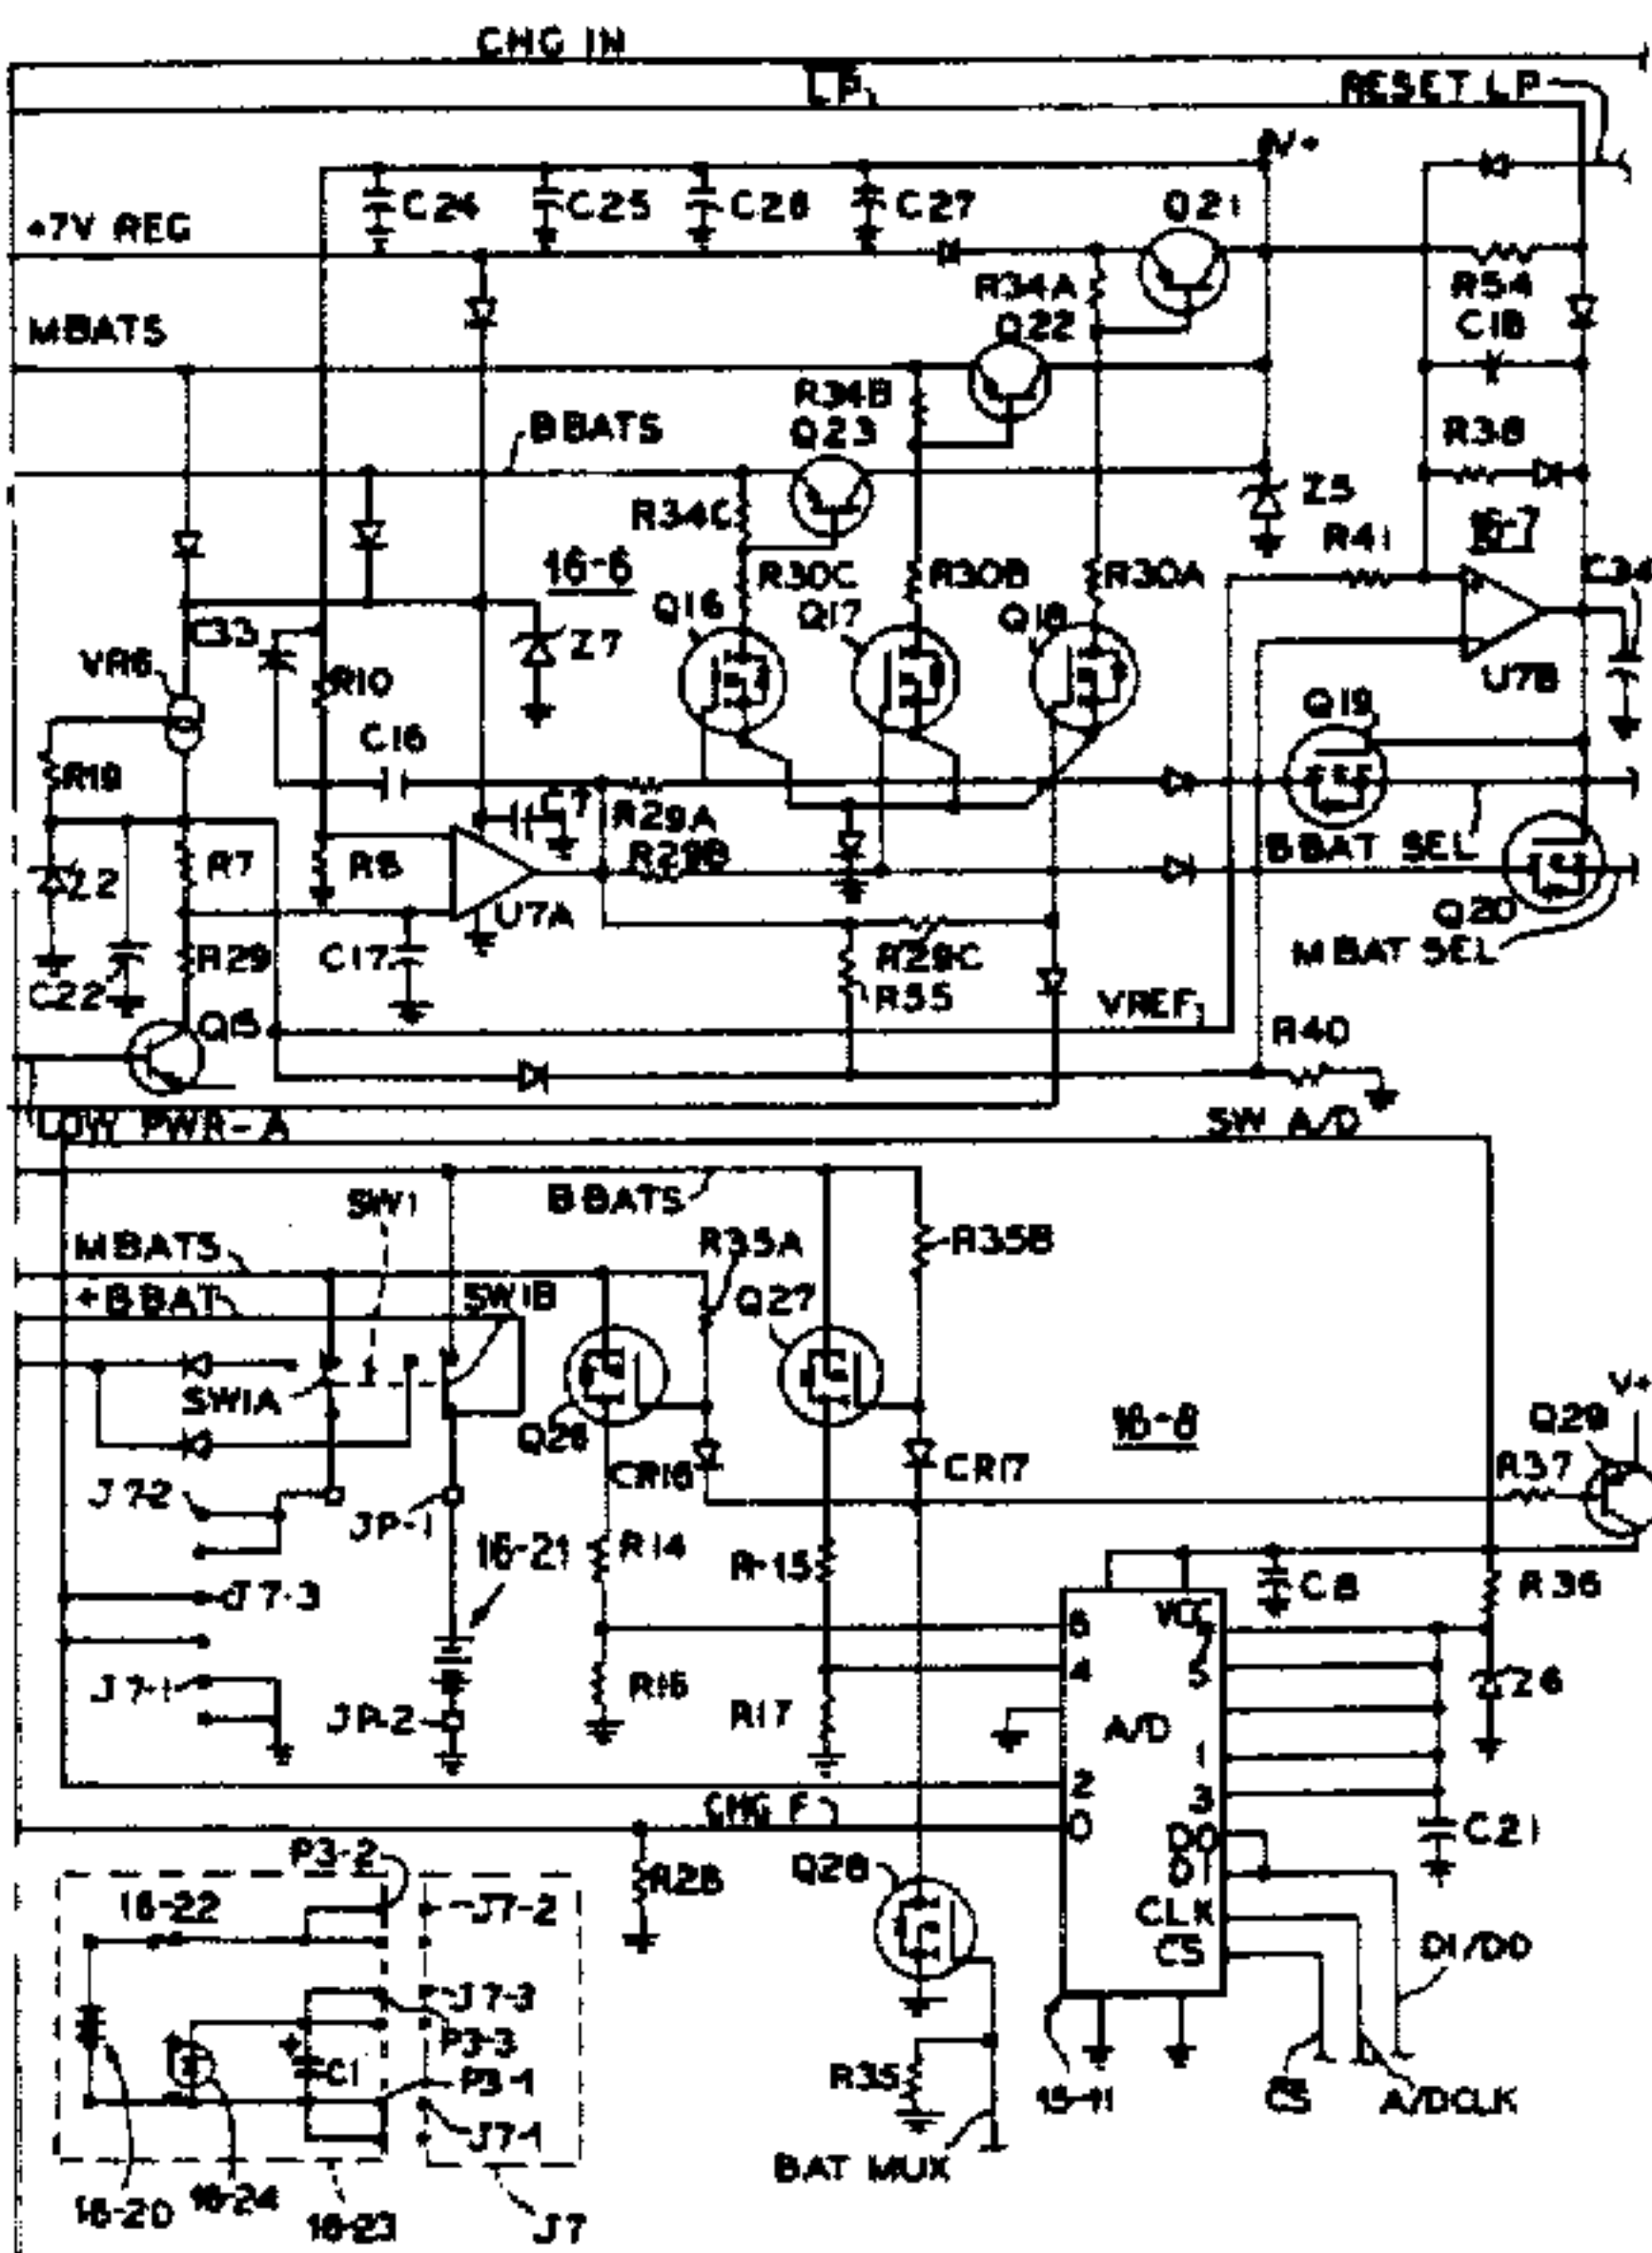 CHG IN
LP
RESET LP
V+
C24
C25
C26
C27
Q21
+7V REG
R34A
R54
Q22
C18
MBATS
R34B
BBATS
Q23
R38
R34C
Z5
16-7
R41
16-6
R30C
R30B
R30A
C34
C33
Q16
Q17
Q18
Z7
VR6
R10
U7B
Q19
C16
R19
C7
R29A
BBAT SEL
R7
R8
R29B
Z2
U7A
Q20
R29
C17
R29C
MBAT SEL
C22
R55
VREF
Q15
R40
LOW PWR-A
SW A/D
SW1
BBATS
MBATS
R35A
R35B
+BBAT
SW1B
Q27
SW1A
V+
Q26
16-8
Q29
CR16
CR17
R37
J7-2
JP-1
16-21
R14
R-15
C8
R36
J7-3
6
VCC
7
4
5
J7-1
R16
Z6
JP-2
R17
A/D
1
2
3
CHG F
0
D0
C21
P3-2
DI
R28
Q28
16-22
J7-2
CLK
CS
DI/DO
J7-3
P3-3
C1
P3-1
R35
15-11
CS
A/DCLK
J7-1
BAT MUX
16-20
16-24
16-23
J7